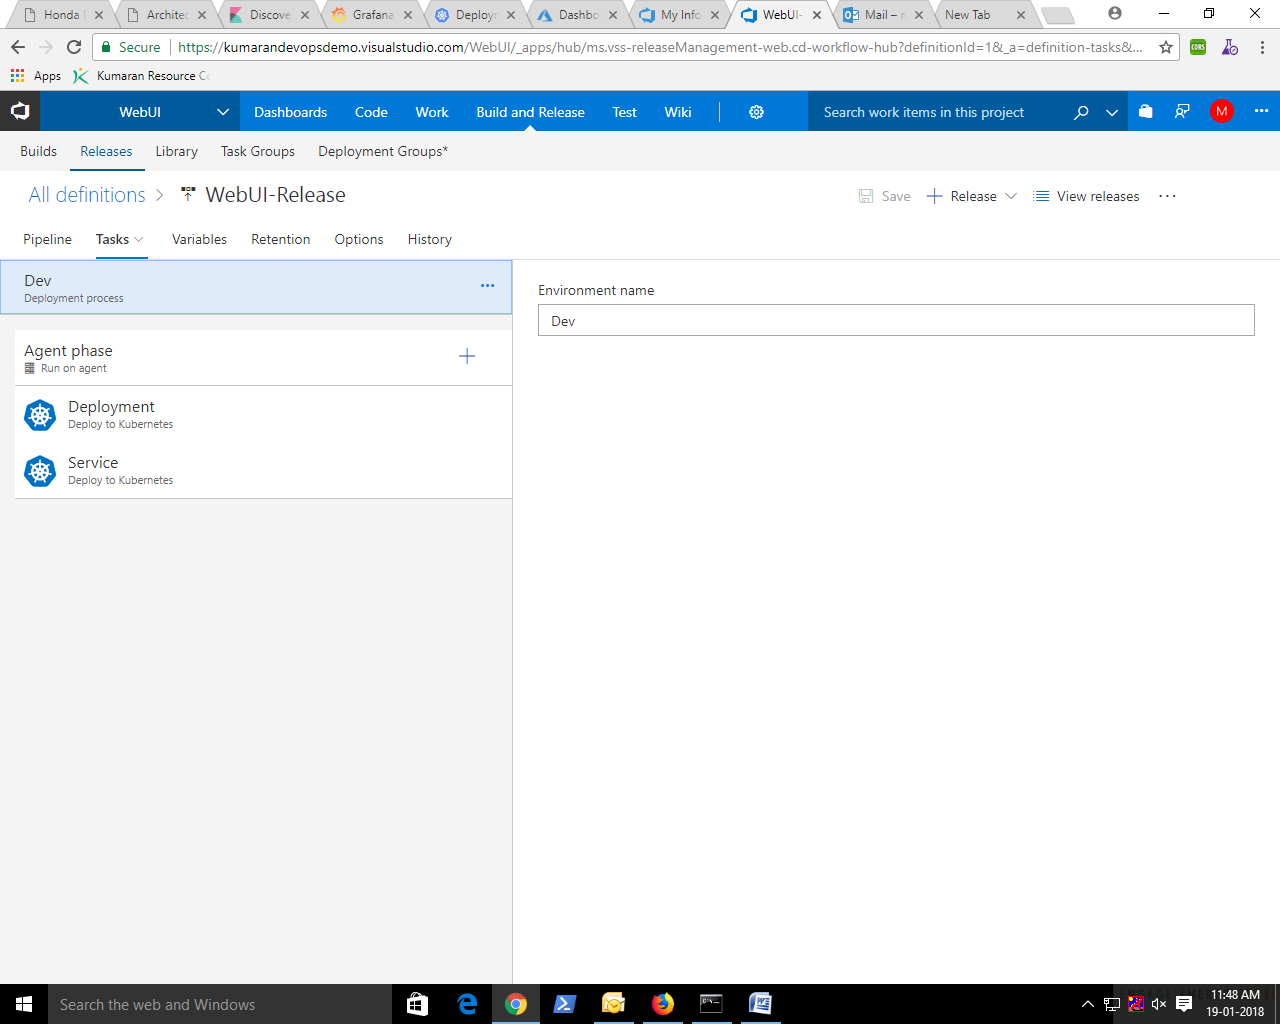 Honda
Architec
Discove
Grafana
Deployr
Dashbo
My Info
WebUI-
Mail –
New Tab
Secure
https://kumarandevopsdemo.visualstudio.com/WebUI/_apps/hub/ms.vss-releaseManagement-web.cd-workflow-hub?definitionId=1&_a=definition-tasks&...
CORS
Apps
Kumaran Resource Ce
WebUI
Dashboards
Code
Work
Build and Release
Test
Wiki
Search work items in this project
M
Builds
Releases
Library
Task Groups
Deployment Groups*
All definitions > WebUI-Release
Save
Release
View releases
Pipeline
Tasks
Variables
Retention
Options
History
Dev
Deployment process
Environment name
Dev
Agent phase
Run on agent
Deployment
Deploy to Kubernetes
Service
Deploy to Kubernetes
Search the web and Windows
11:48 AM
19-01-2018